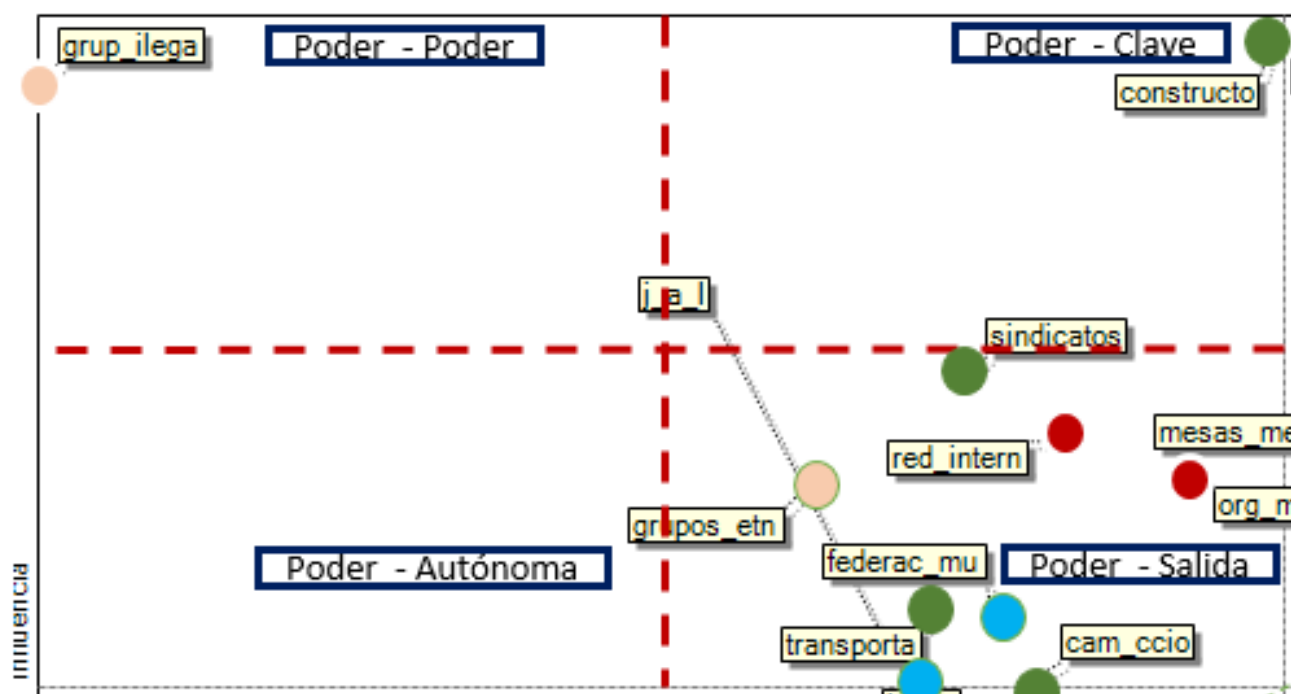 grup_ilega
Poder - Poder
Poder - Clave
constructo
j_a_l
sindicatos
mesas_me
red_intern
org_m
grupos_etn
federac_mu
Poder - Autónoma
Poder - Salida
transporta
cam_ccio